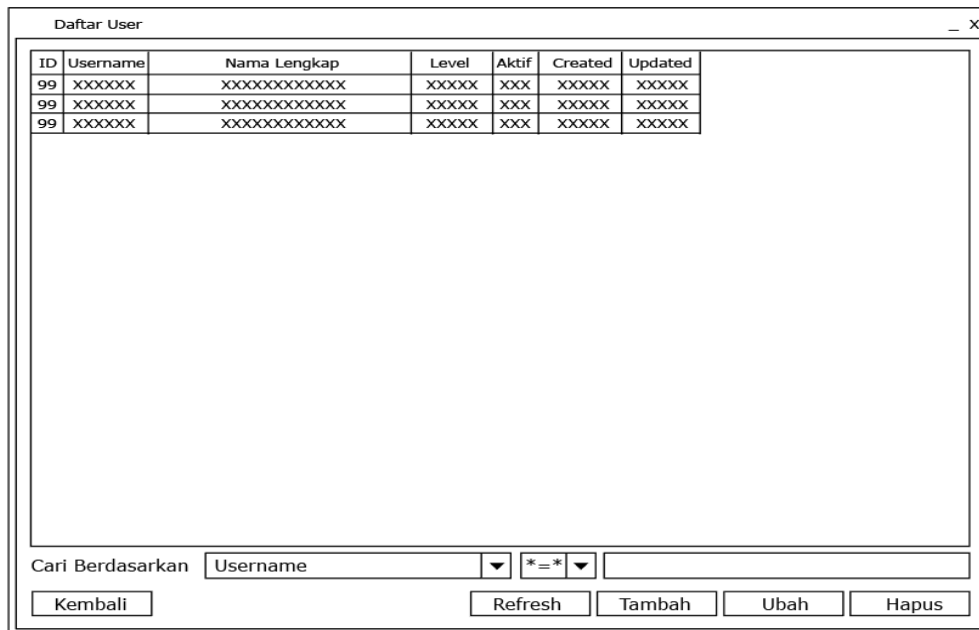 Daftar User _ X
ID Username Nama Lengkap Level Aktif Created Updated
99 XXXXXX XXXXXXXXXXXX XXXXX XXX XXXXX XXXXX
99 XXXXXX XXXXXXXXXXXX XXXXX XXX XXXXX XXXXX
99 XXXXXX XXXXXXXXXXXX XXXXX XXX XXXXX XXXXX
Cari Berdasarkan Username *=*
Kembali Refresh Tambah Ubah Hapus